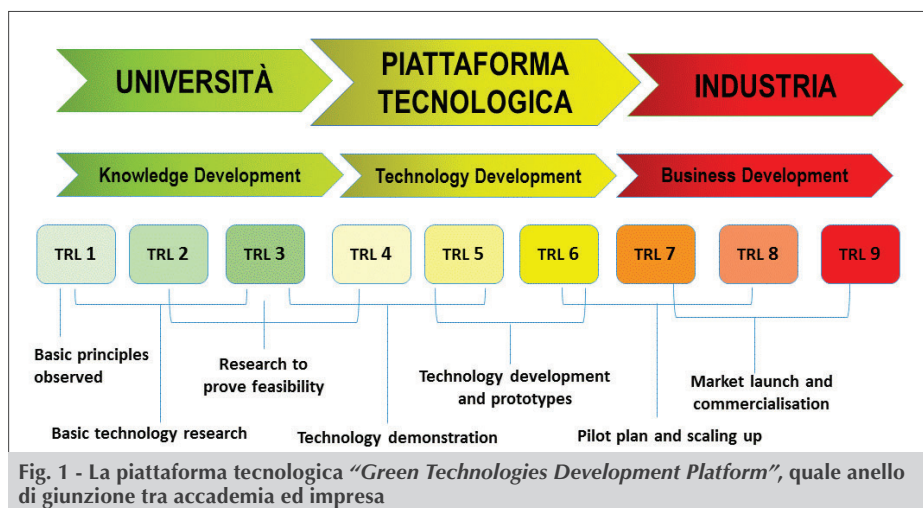 UNIVERSITÀ
PIATTAFORMA
TECNOLOGICA
INDUSTRIA
Knowledge Development
Technology Development
Business Development
TRL 1
TRL 2
TRL 3
TRL 4
TRL 5
TRL 6
TRL 7
TRL 8
TRL 9
Basic principles
observed
Research to
prove feasibility
Technology development
and prototypes
Market launch and
commercialisation
Basic technology research
Technology demonstration
Pilot plan and scaling up
Fig. 1 - La piattaforma tecnologica “Green Technologies Development Platform”, quale anello
di giunzione tra accademia ed impresa